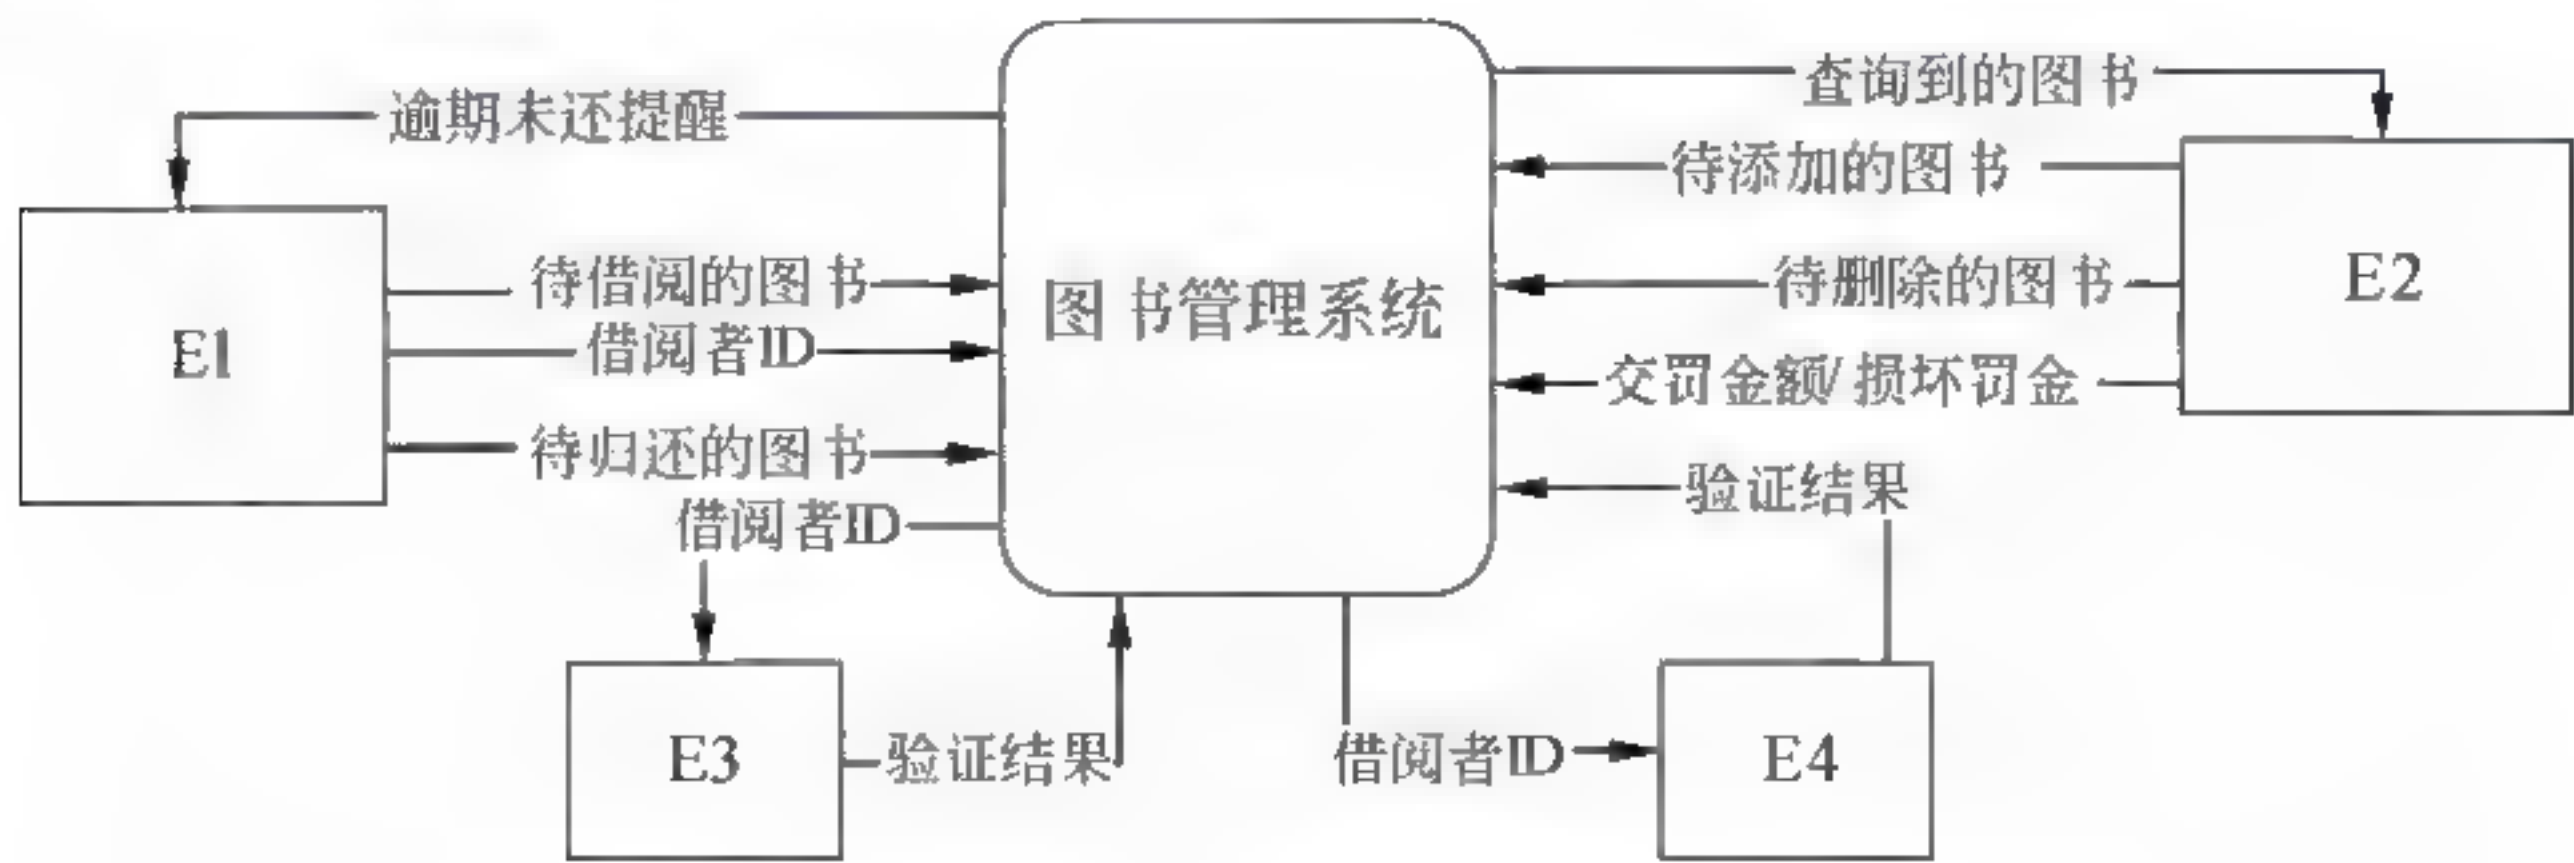 查询到的图书
逾期未还提醒
待添加的图书
待借阅的图书
待删除的图书
E2
图书管理系统
E1
借阅者ID
交罚金额/损坏罚金
待归还的图书
验证结果
借阅者ID
E3
验证结果
借阅者ID
E4